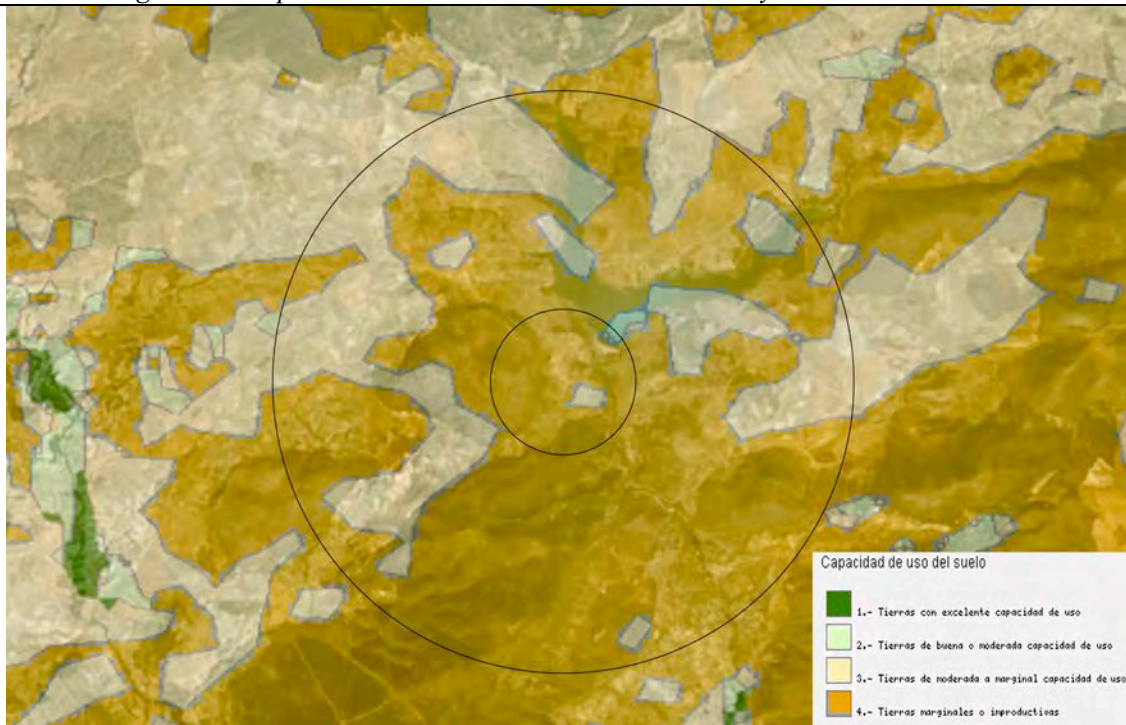 Capacidad de uso del suelo
1.- Tierras con excelente capacidad de uso
2.- Tierras de buena o moderada capacidad de uso
3.- Tierras de moderada a marginal capacidad de uso
4.- Tierras marginales o improductivas